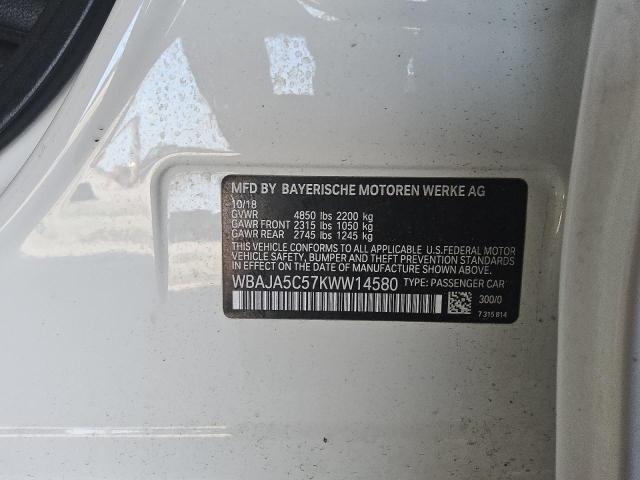 MFD BY BAYERISCHE MOTOREN WERKE AG
10/18
GVWR 4850 lbs 2200 kg
GAWR FRONT 2315 lbs 1050 kg
GAWR REAR 2745 lbs 1245 kg
THIS VEHICLE CONFORMS TO ALL APPLICABLE U.S. FEDERAL MOTOR
VEHICLE SAFETY, BUMPER AND THEFT PREVENTION STANDARDS
IN EFFECT ON THE DATE OF MANUFACTURE SHOWN ABOVE.
WBAJA5C57KWW14580 TYPE: PASSENGER CAR
300/0
7 315 814